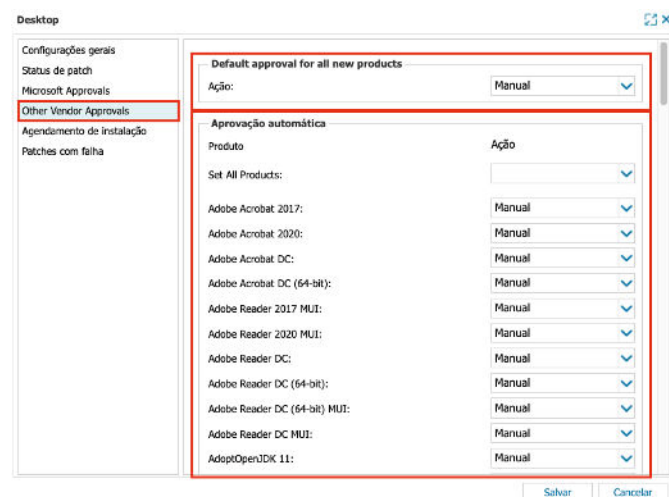 Desktop
Configurações gerais
Status de patch
Microsoft Approvals
Other Vendor Approvals
Agendamento de instalação
Patches com falha
Default approval for all new products
Ação: Manual
Aprovação automática
Produto Ação
Set All Products:
Adobe Acrobat 2017: Manual
Adobe Acrobat 2020: Manual
Adobe Acrobat DC: Manual
Adobe Acrobat DC (64-bit): Manual
Adobe Reader 2017 MUI: Manual
Adobe Reader 2020 MUI: Manual
Adobe Reader DC: Manual
Adobe Reader DC (64-bit): Manual
Adobe Reader DC (64-bit) MUI: Manual
Adobe Reader DC MUI: Manual
AdoptOpenJDK 11: Manual
Salvar Cancelar